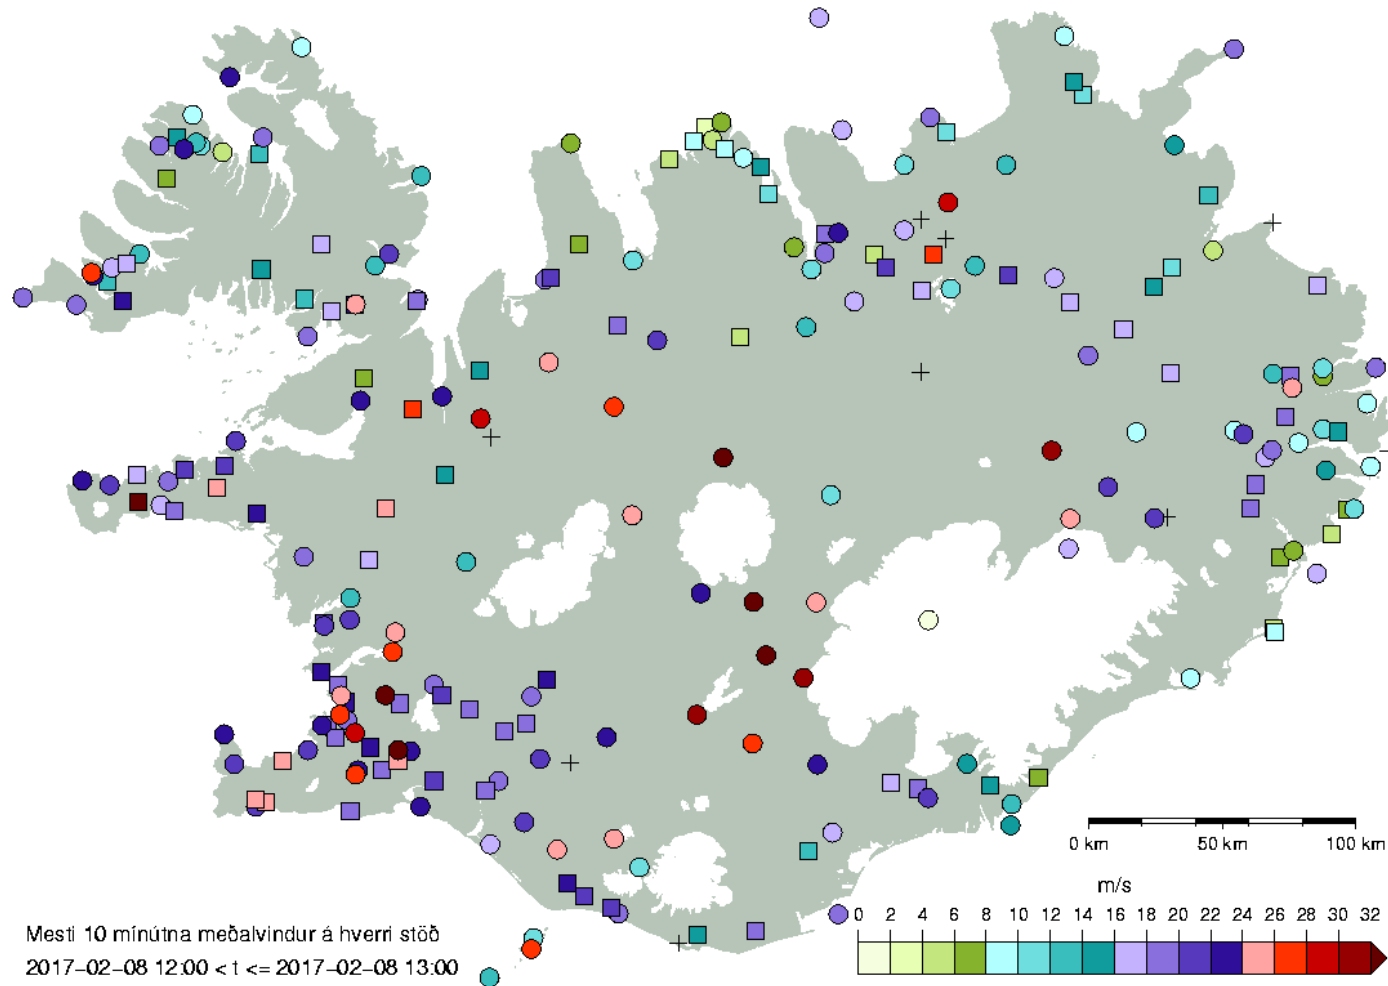 0 km 50 km 100 km
m/s
0 2 4 6 8 10 12 14 16 18 20 22 24 26 28 30 32
Mesti 10 mínútna meðalvindur á hverri stöð
2017-02-08 12:00 < t <= 2017-02-08 13:00